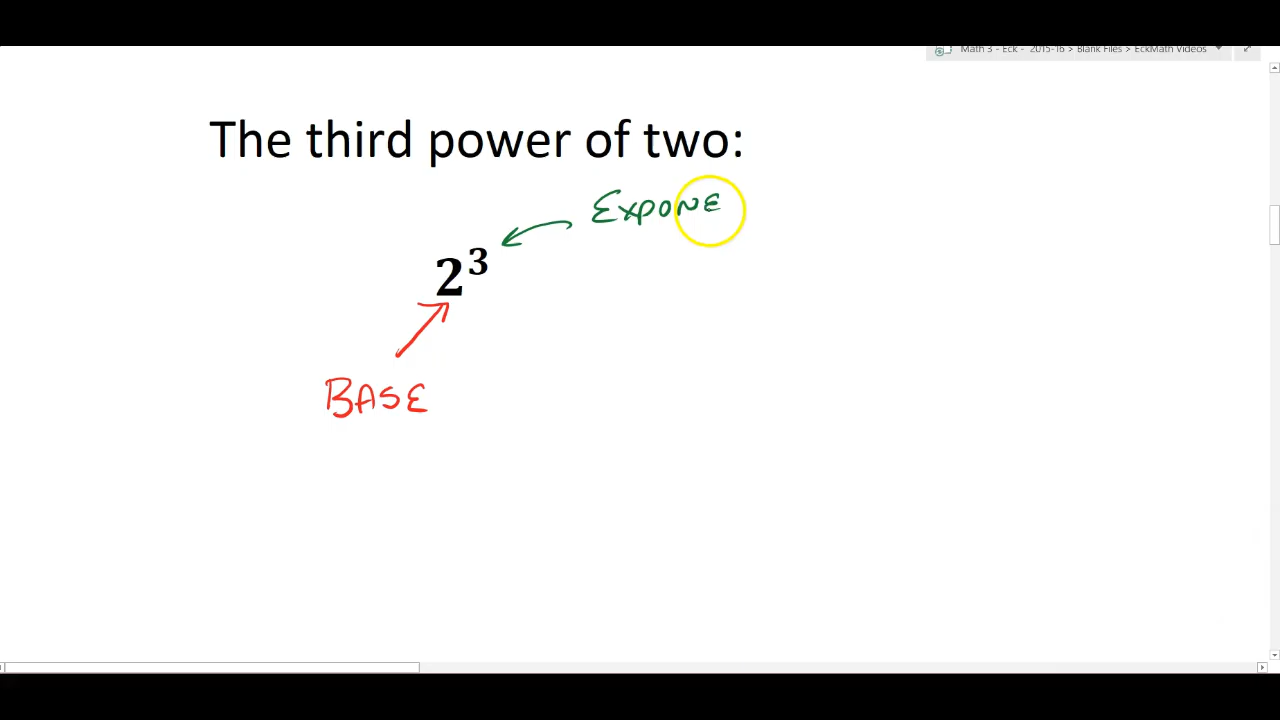 Math 3 - Eck - 2015-16 > Blank Files > EckMath Videos
The third power of two:
EXPONE
2³
BASE